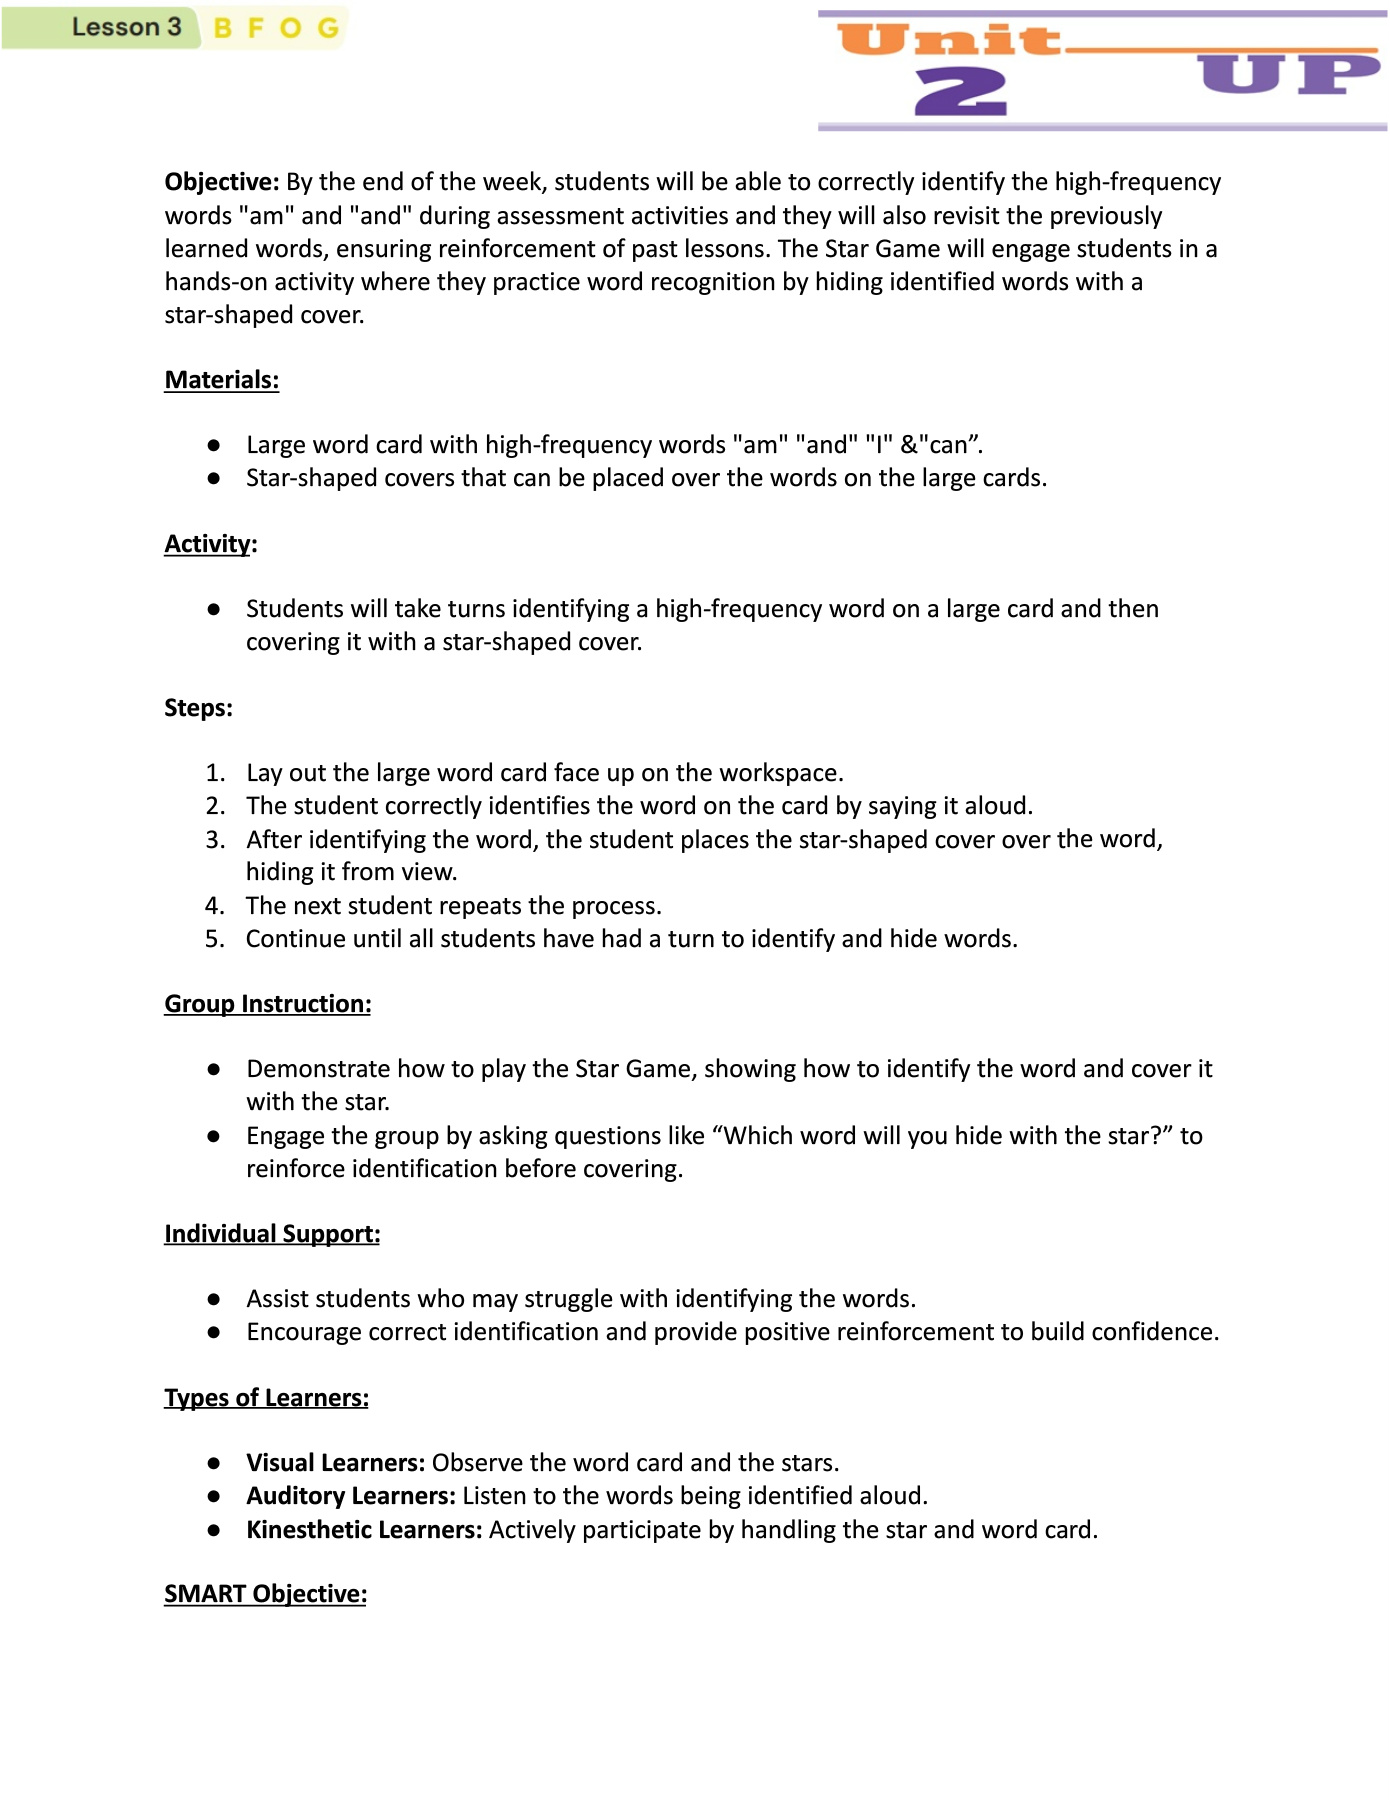 Lesson 3 B F O G
Unit
2 UP
Objective: By the end of the week, students will be able to correctly identify the high-frequency
words "am" and "and" during assessment activities and they will also revisit the previously
learned words, ensuring reinforcement of past lessons. The Star Game will engage students in a
hands-on activity where they practice word recognition by hiding identified words with a
star-shaped cover.
Materials:
● Large word card with high-frequency words "am" "and" "I" &"can”.
● Star-shaped covers that can be placed over the words on the large cards.
Activity:
● Students will take turns identifying a high-frequency word on a large card and then
covering it with a star-shaped cover.
Steps:
1. Lay out the large word card face up on the workspace.
2. The student correctly identifies the word on the card by saying it aloud.
3. After identifying the word, the student places the star-shaped cover over the word,
hiding it from view.
4. The next student repeats the process.
5. Continue until all students have had a turn to identify and hide words.
Group Instruction:
● Demonstrate how to play the Star Game, showing how to identify the word and cover it
with the star.
● Engage the group by asking questions like “Which word will you hide with the star?” to
reinforce identification before covering.
Individual Support:
● Assist students who may struggle with identifying the words.
● Encourage correct identification and provide positive reinforcement to build confidence.
Types of Learners:
● Visual Learners: Observe the word card and the stars.
● Auditory Learners: Listen to the words being identified aloud.
● Kinesthetic Learners: Actively participate by handling the star and word card.
SMART Objective: